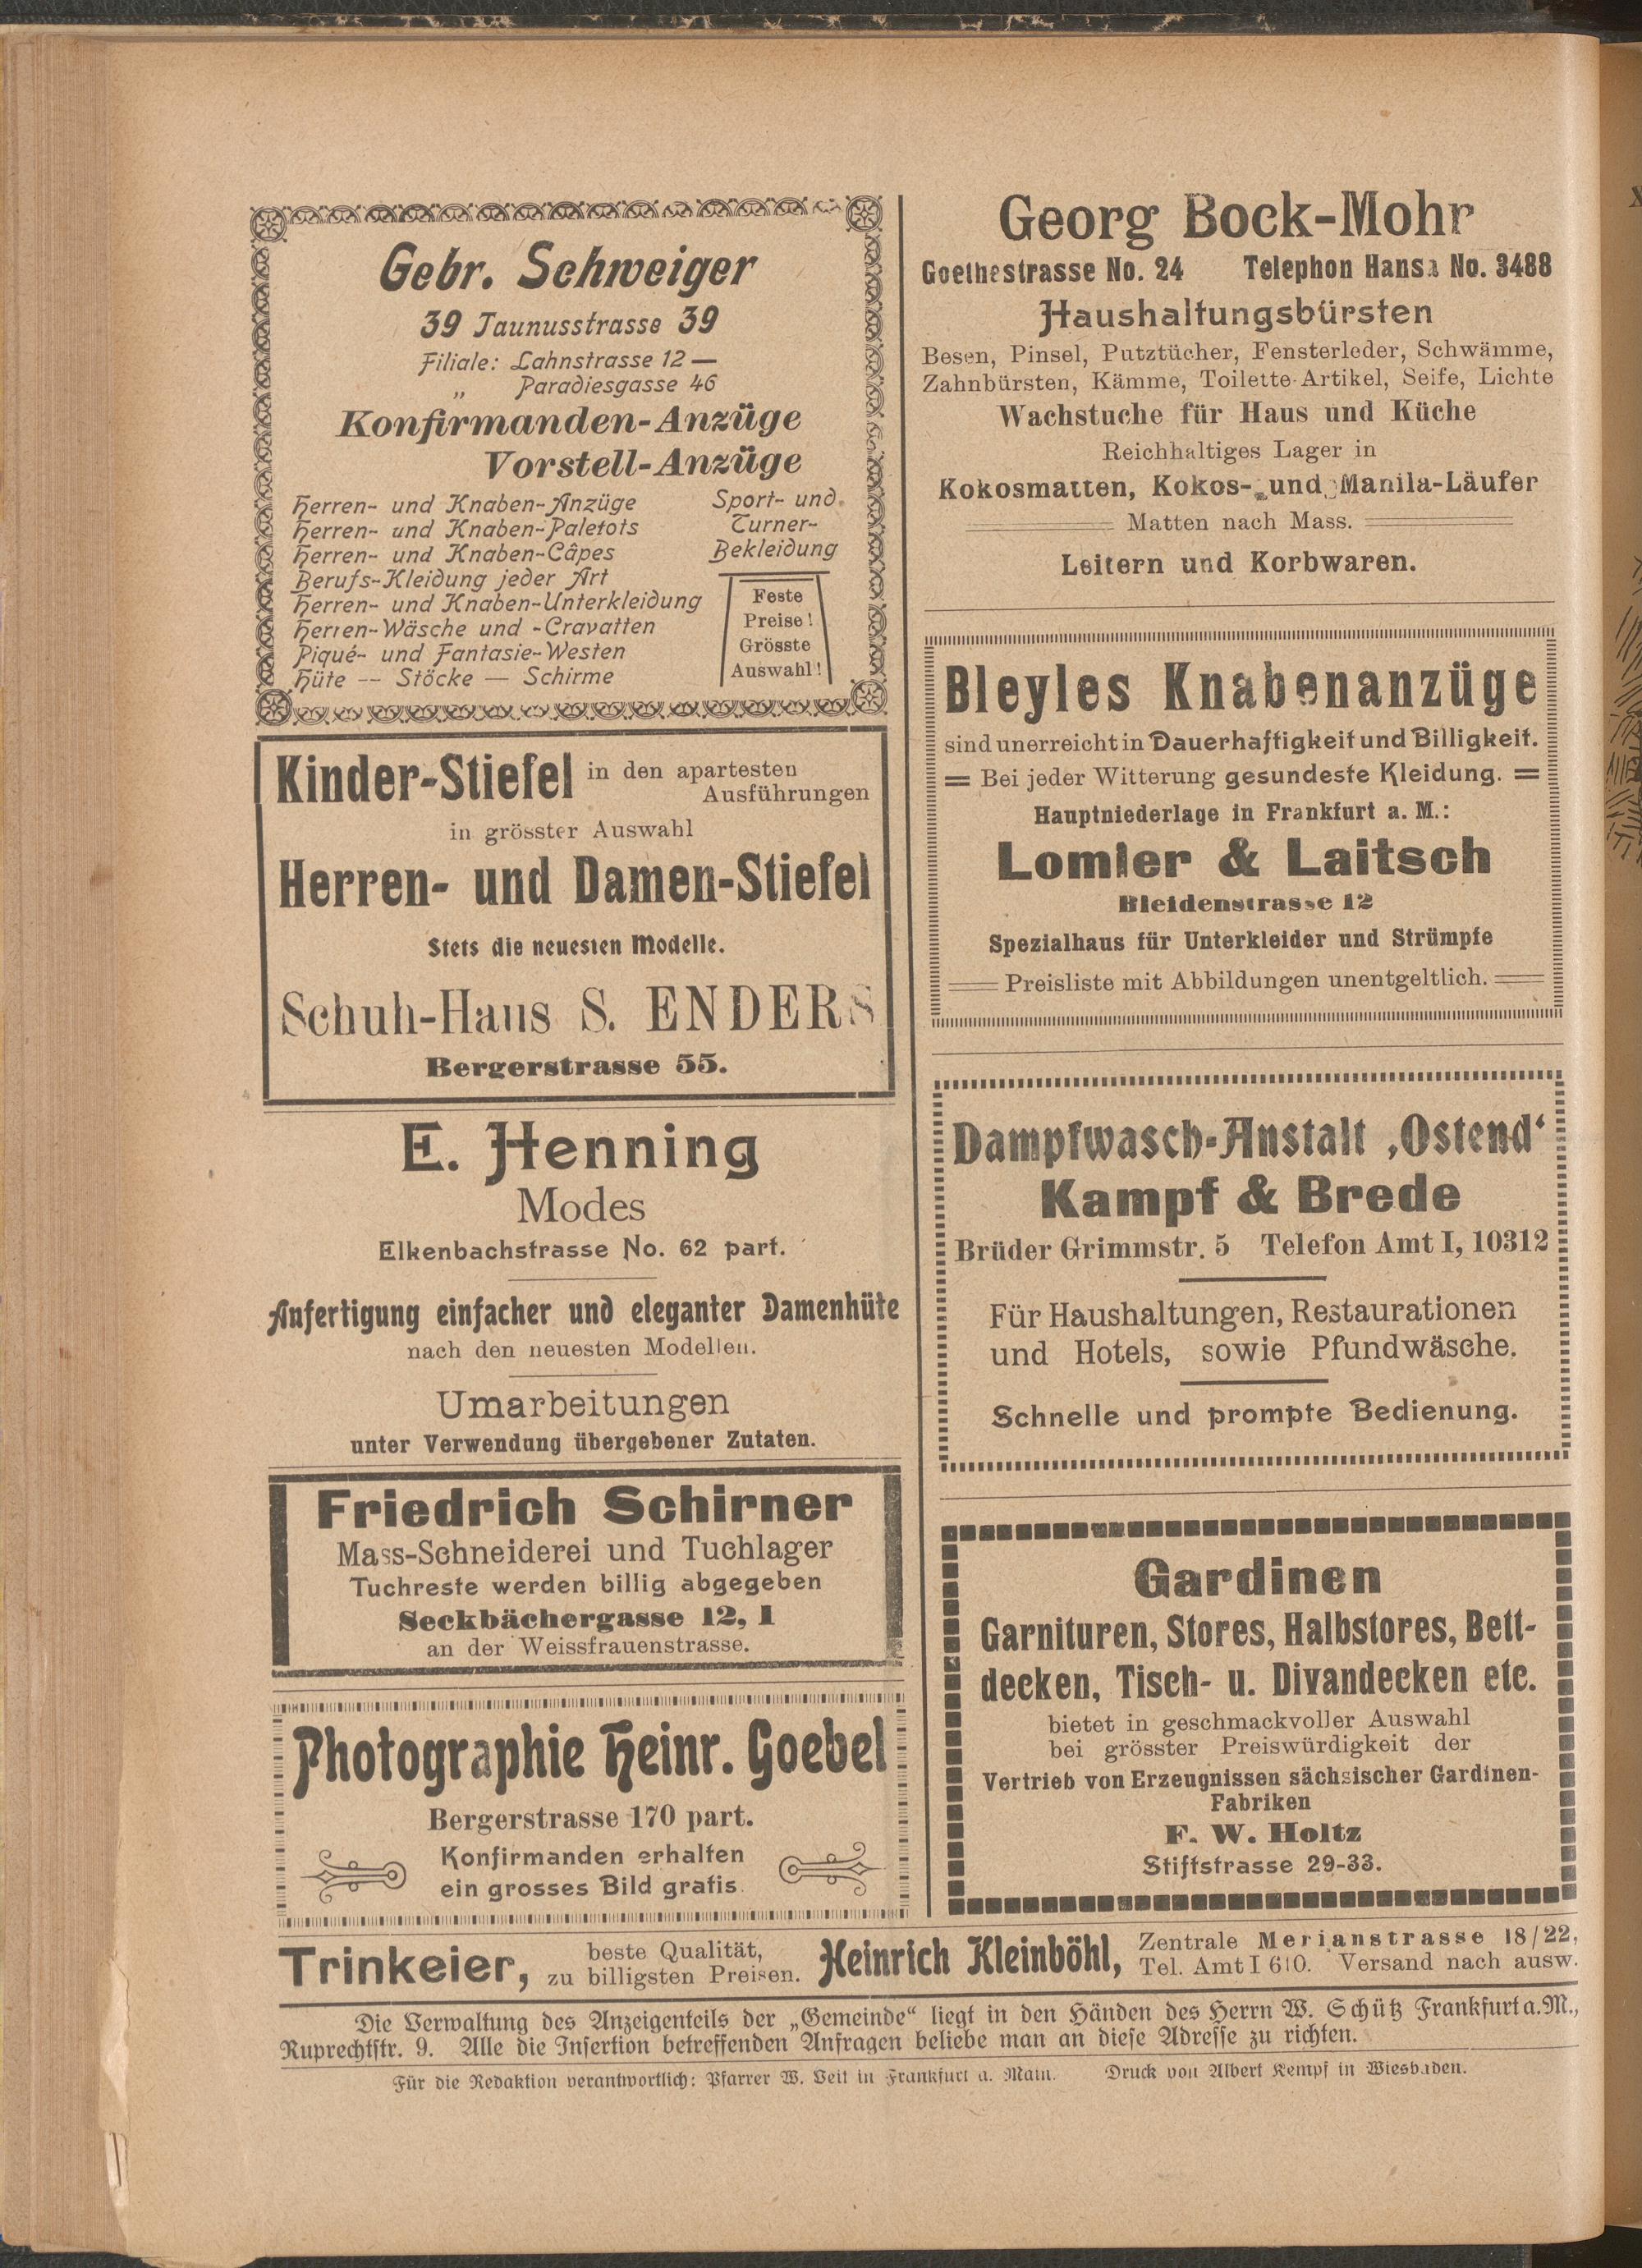 Gebr. Schweiger
39 Taunusstrasse 39
Filiale: Lahnstrasse 12 —
„ Paradiesgasse 46
Konfirmanden-Anzüge
Vorstell-Anzüge
Herren- und Knaben-Anzüge
Herren- und Knaben-Paletots
Herren- und Knaben-Câpes
Berufs-Kleidung jeder Art
Herren- und Knaben-Unterkleidung
Herren-Wäsche und -Cravatten
Piqué- und Fantasie-Westen
Hüte — Stöcke — Schirme
Sport- und
Turner-
Bekleidung
Feste
Preise!
Grösste
Auswahl!
Kinder-Stiefel in den apartesten
Ausführungen
in grösster Auswahl
Herren- und Damen-Stiefel
Stets die neuesten Modelle.
Schuh-Haus S. ENDERS
Bergerstrasse 55.
E. Henning
Modes
Elkenbachstrasse No. 62 part.
Anfertigung einfacher und eleganter Damenhüte
nach den neuesten Modellen.
Umarbeitungen
unter Verwendung übergebener Zutaten.
Friedrich Schirner
Mass-Schneiderei und Tuchlager
Tuchreste werden billig abgegeben
Seckbächergasse 12, I
an der Weissfrauenstrasse.
Photographie Heinr. Goebel
Bergerstrasse 170 part.
Konfirmanden erhalten
ein grosses Bild gratis.
Georg Bock-Mohr
Goethestrasse No. 24 Telephon Hansa No. 3488
Haushaltungsbürsten
Besen, Pinsel, Putztücher, Fensterleder, Schwämme,
Zahnbürsten, Kämme, Toilette-Artikel, Seife, Lichte
Wachstuche für Haus und Küche
Reichhaltiges Lager in
Kokosmatten, Kokos- und Manila-Läufer
Matten nach Mass.
Leitern und Korbwaren.
Bleyles Knabenanzüge
sind unerreicht in Dauerhaftigkeit und Billigkeit.
= Bei jeder Witterung gesundeste Kleidung. =
Hauptniederlage in Frankfurt a. M.:
Lomler & Laitsch
Bleidenstrasse 12
Spezialhaus für Unterkleider und Strümpfe
Preisliste mit Abbildungen unentgeltlich.
Dampfwasch-Anstalt ‚Ostend‘
Kampf & Brede
Brüder Grimmstr. 5 Telefon Amt I, 10312
Für Haushaltungen, Restaurationen
und Hotels, sowie Pfundwäsche.
Schnelle und prompte Bedienung.
Gardinen
Garnituren, Stores, Halbstores, Bett-
decken, Tisch- u. Divandecken etc.
bietet in geschmackvoller Auswahl
bei grösster Preiswürdigkeit der
Vertrieb von Erzeugnissen sächsischer Gardinen-
Fabriken
F. W. Holtz
Stiftstrasse 29-33.
Trinkeier, beste Qualität,
zu billigsten Preisen.
Heinrich Kleinböhl,
Zentrale Merianstrasse 18/22,
Tel. Amt I 610. Versand nach ausw.
Die Verwaltung des Anzeigenteils der „Gemeinde“ liegt in den Händen des Herrn W. Schütz Frankfurt a. M.,
Ruprechtstr. 9. Alle die Insertion betreffenden Anfragen beliebe man an diese Adresse zu richten.
Für die Redaktion verantwortlich: Pfarrer W. Veit in Frankfurt a. Main. Druck von Albert Kempf in Wiesbaden.